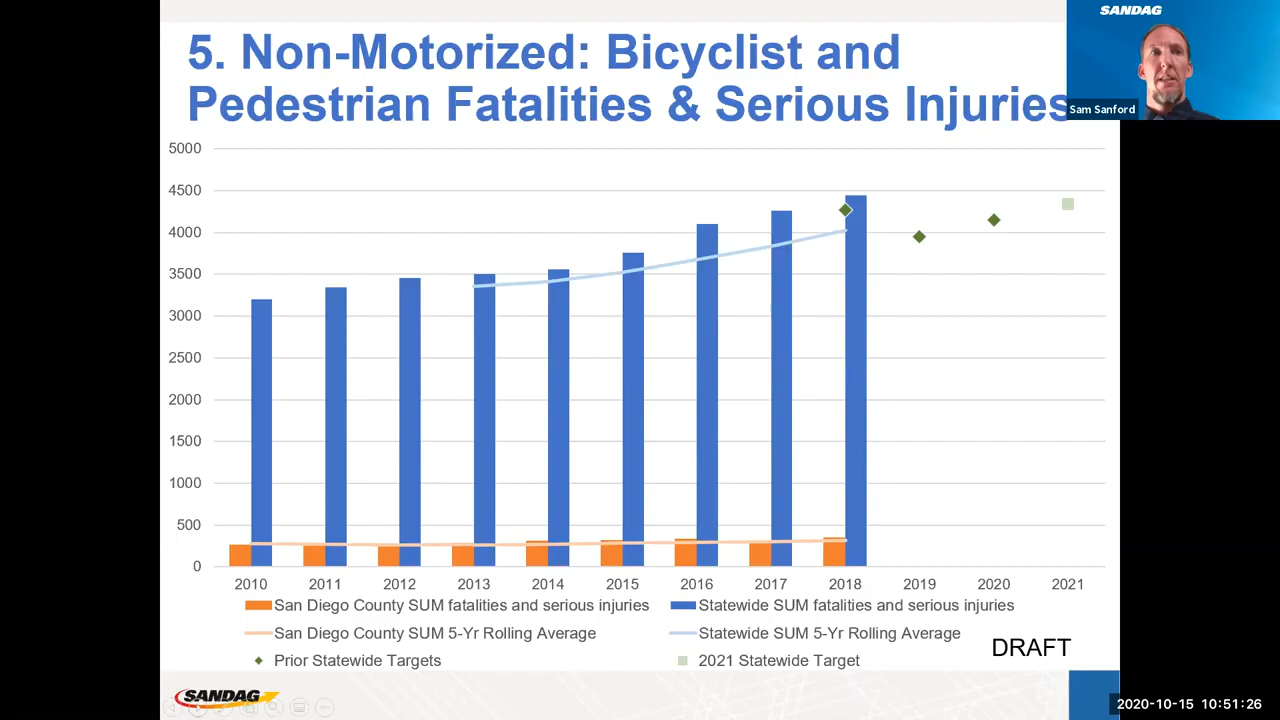 SANDAG
5. Non-Motorized: Bicyclist and
Pedestrian Fatalities & Serious Injuries
Sam Sanford
5000
4500
4000
3500
3000
2500
2000
1500
1000
500
0
2010 2011 2012 2013 2014 2015 2016 2017 2018 2019 2020 2021
San Diego County SUM fatalities and serious injuries Statewide SUM fatalities and serious injuries
San Diego County SUM 5-Yr Rolling Average Statewide SUM 5-Yr Rolling Average
Prior Statewide Targets 2021 Statewide Target
DRAFT
SANDAG
2020-10-15 10:51:26